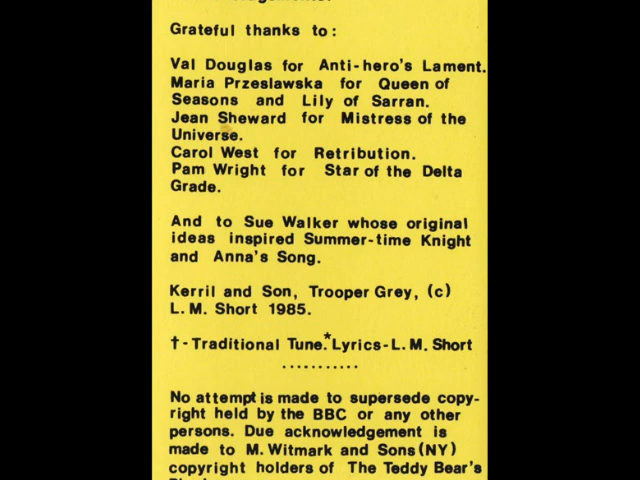 Grateful thanks to:
Val Douglas for Anti-hero's Lament.
Maria Przeslawska for Queen of
Seasons and Lily of Sarran.
Jean Sheward for Mistress of the
Universe.
Carol West for Retribution.
Pam Wright for Star of the Delta
Grade.
And to Sue Walker whose original
ideas inspired Summer-time Knight
and Anna's Song.
Kerril and Son, Trooper Grey, (c)
L.M. Short 1985.
†-Traditional Tune.*Lyrics-L.M. Short
...........
No attempt is made to supersede copy-
right held by the BBC or any other
persons. Due acknowledgement is
made to M.Witmark and Sons(NY)
copyright holders of The Teddy Bear's